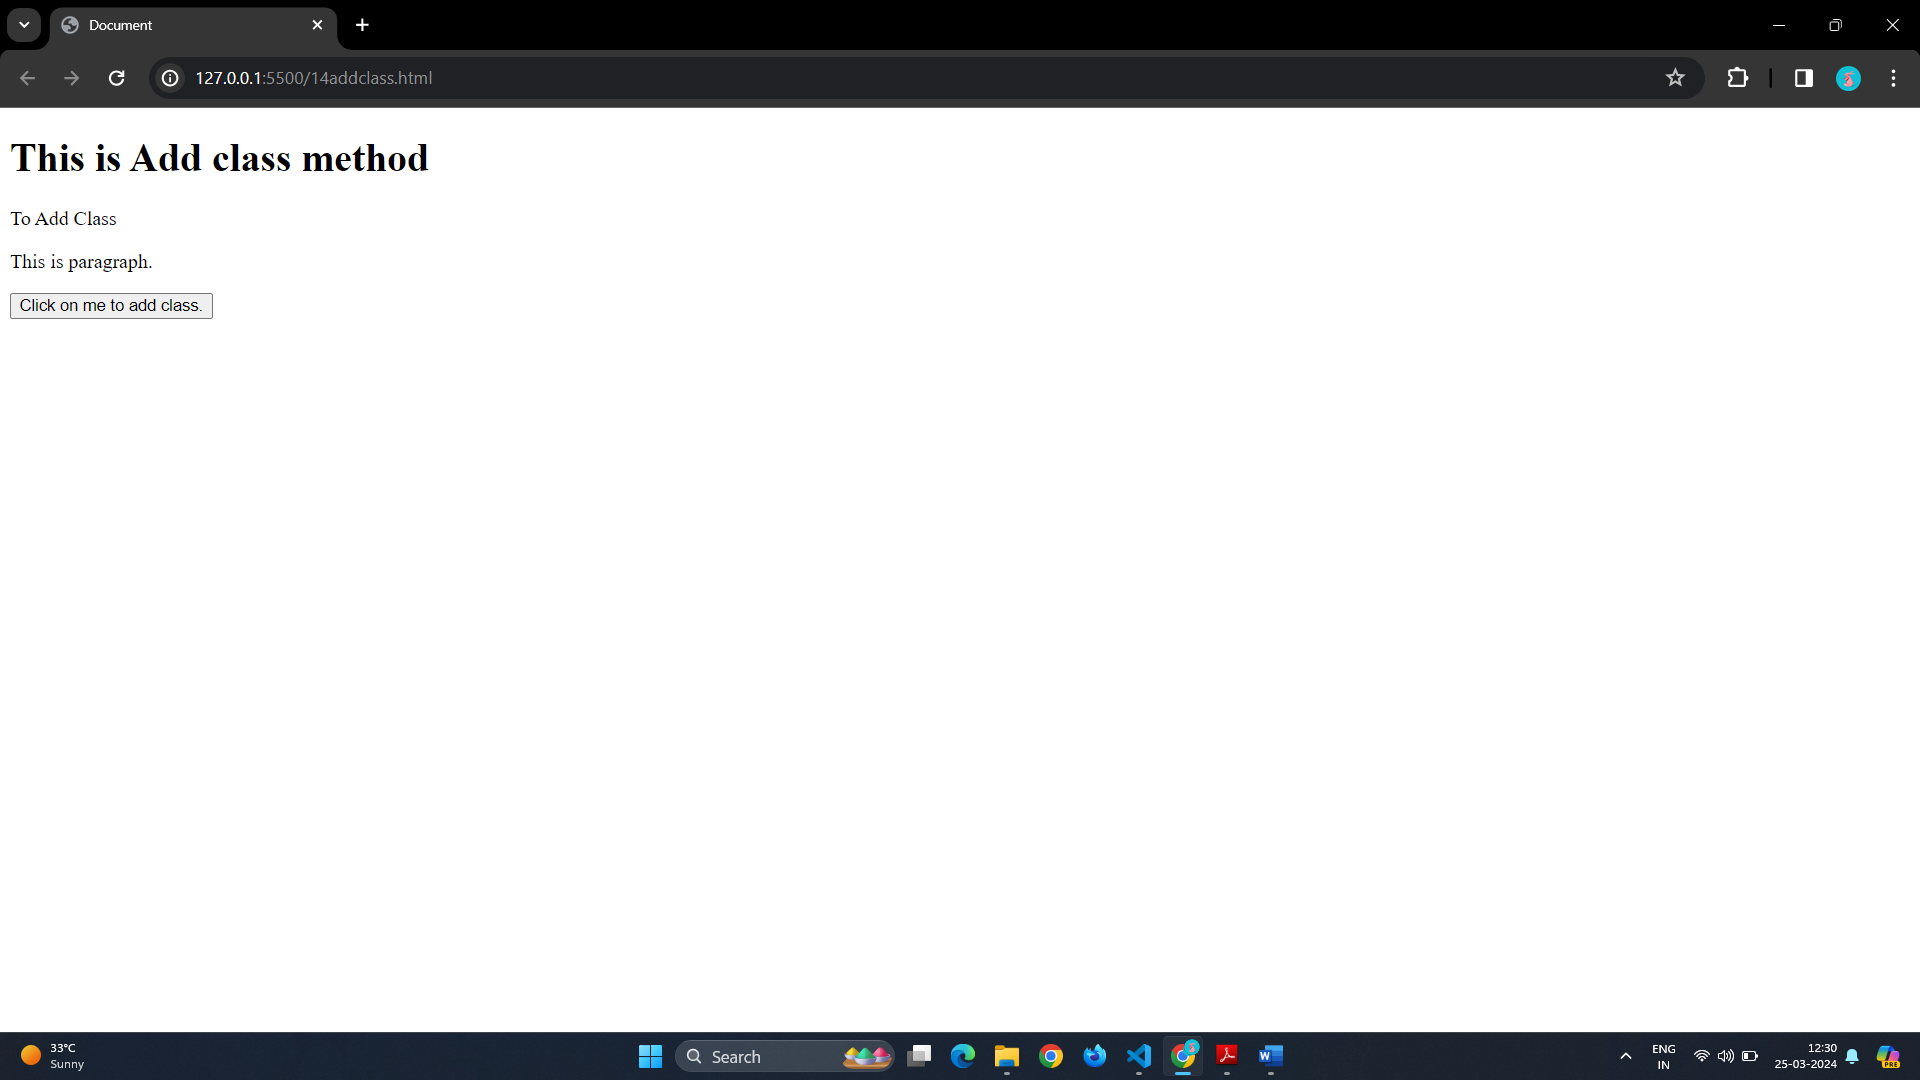 Document
127.0.0.1:5500/14addclass.html
This is Add class method
To Add Class
This is paragraph.
Click on me to add class.
33°C
Sunny
Search
W
ENG
IN
12:30
25-03-2024
PRE